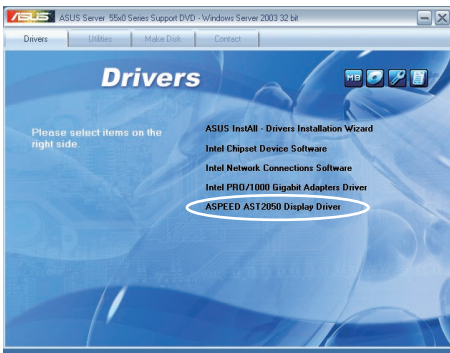 ASUS ASUS Server 55x0 Series Support DVD - Windows Server 2003 32 bit
Drivers Utilities Make Disk Contact
Drivers
MB
Please select items on the
right side.
ASUS InstAll - Drivers Installation Wizard
Intel Chipset Device Software
Intel Network Connections Software
Intel PRO/1000 Gigabit Adapters Driver
ASPEED AST2050 Display Driver